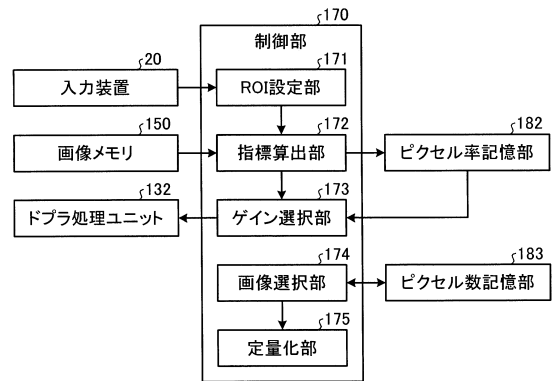 170
制御部
20
入力装置
171
ROI設定部
150
画像メモリ
172
指標算出部
182
ピクセル率記憶部
132
ドプラ処理ユニット
173
ゲイン選択部
174
画像選択部
183
ピクセル数記憶部
175
定量化部